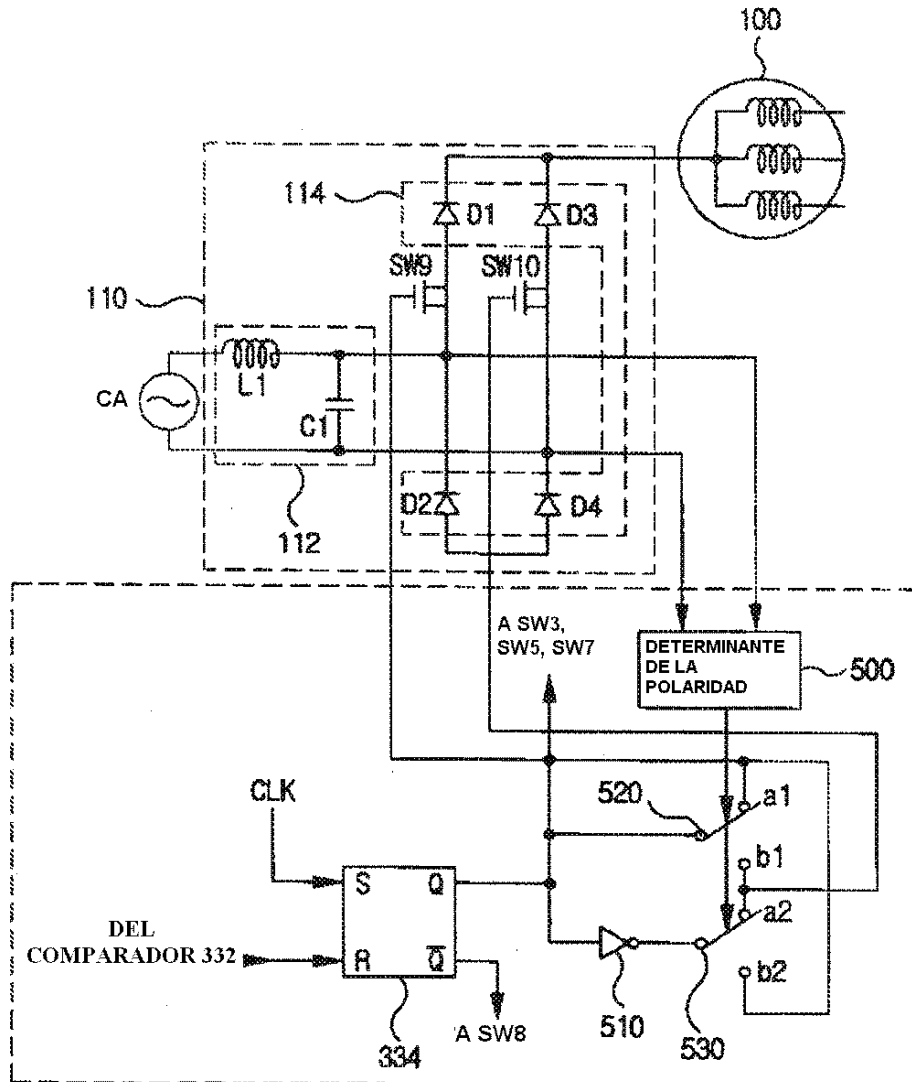 100
114
D1
D3
SW9
SW10
110
L1
CA
C1
D2
D4
112
A SW3,
SW5, SW7
DETERMINANTE
DE LA
POLARIDAD
500
CLK
520
a1
S
Q
b1
a2
DEL
COMPARADOR 332
R
Q̅
b2
510
530
334
A SW8